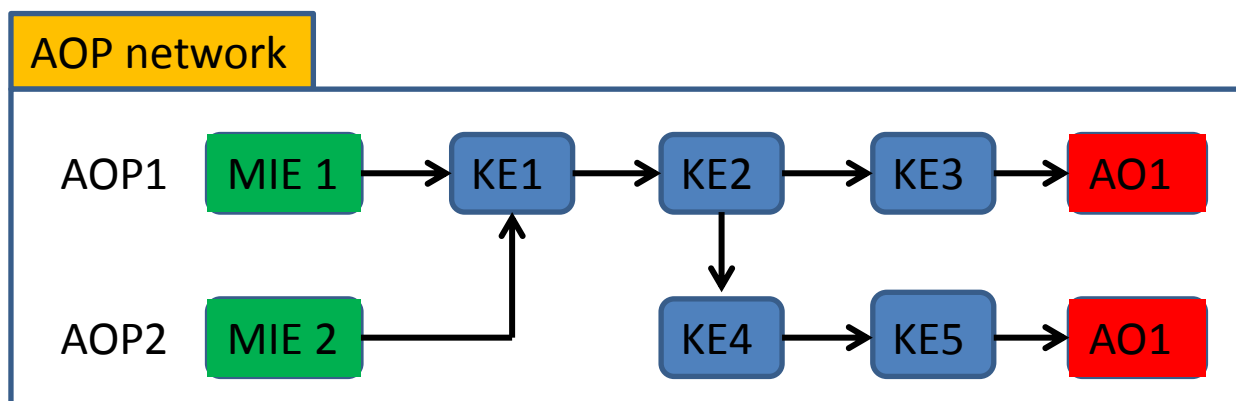 AOP network
AOP1 MIE 1 KE1 KE2 KE3 AO1
AOP2 MIE 2 KE4 KE5 AO1